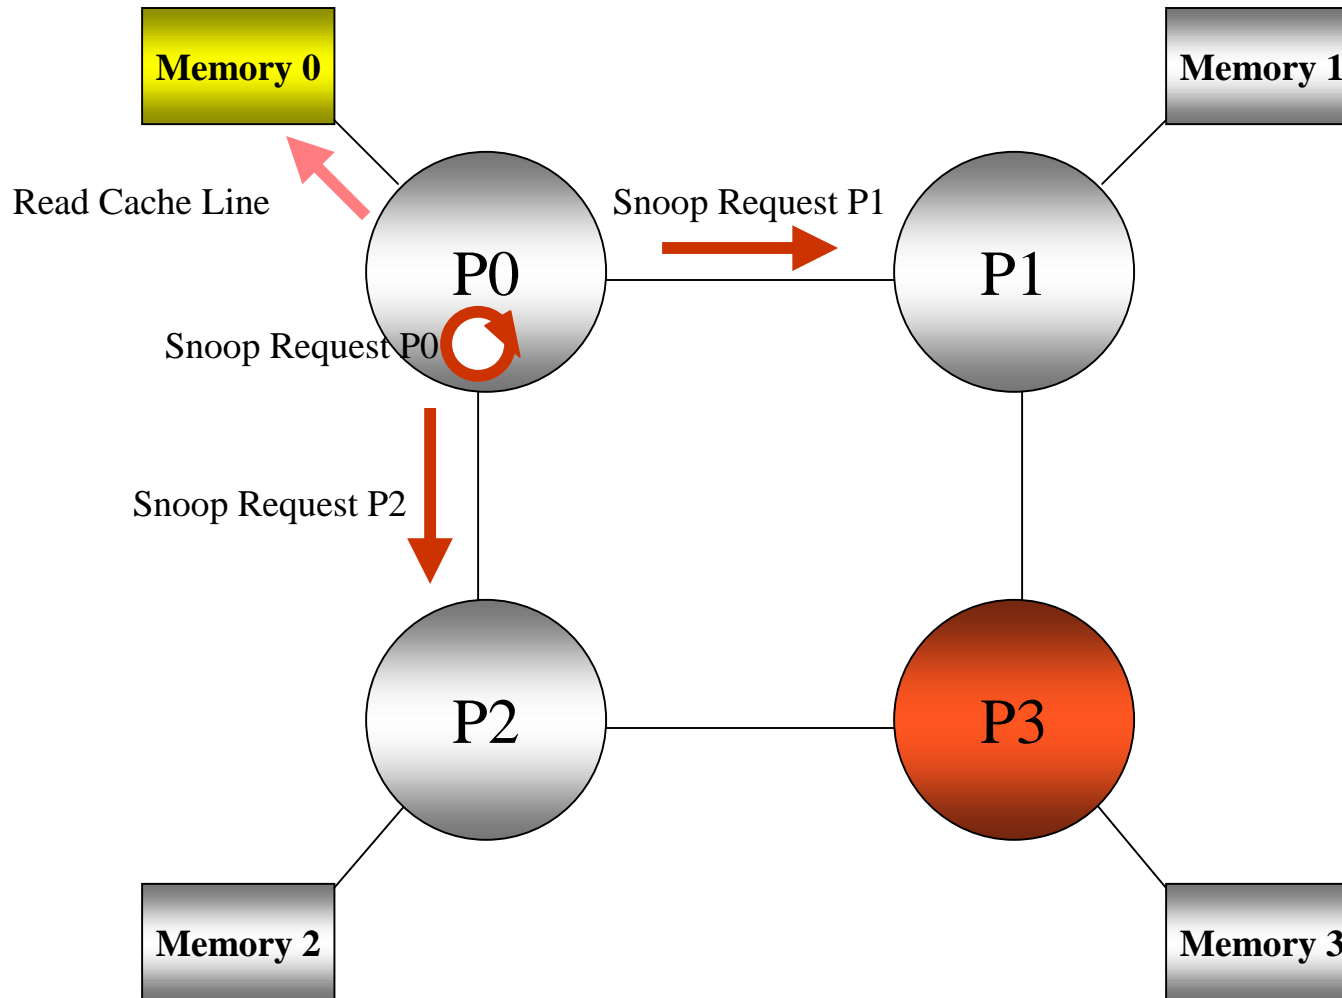 Memory 0
Memory 1
Read Cache Line
Snoop Request P1
P0
P1
Snoop Request P0
Snoop Request P2
P2
P3
Memory 2
Memory 3